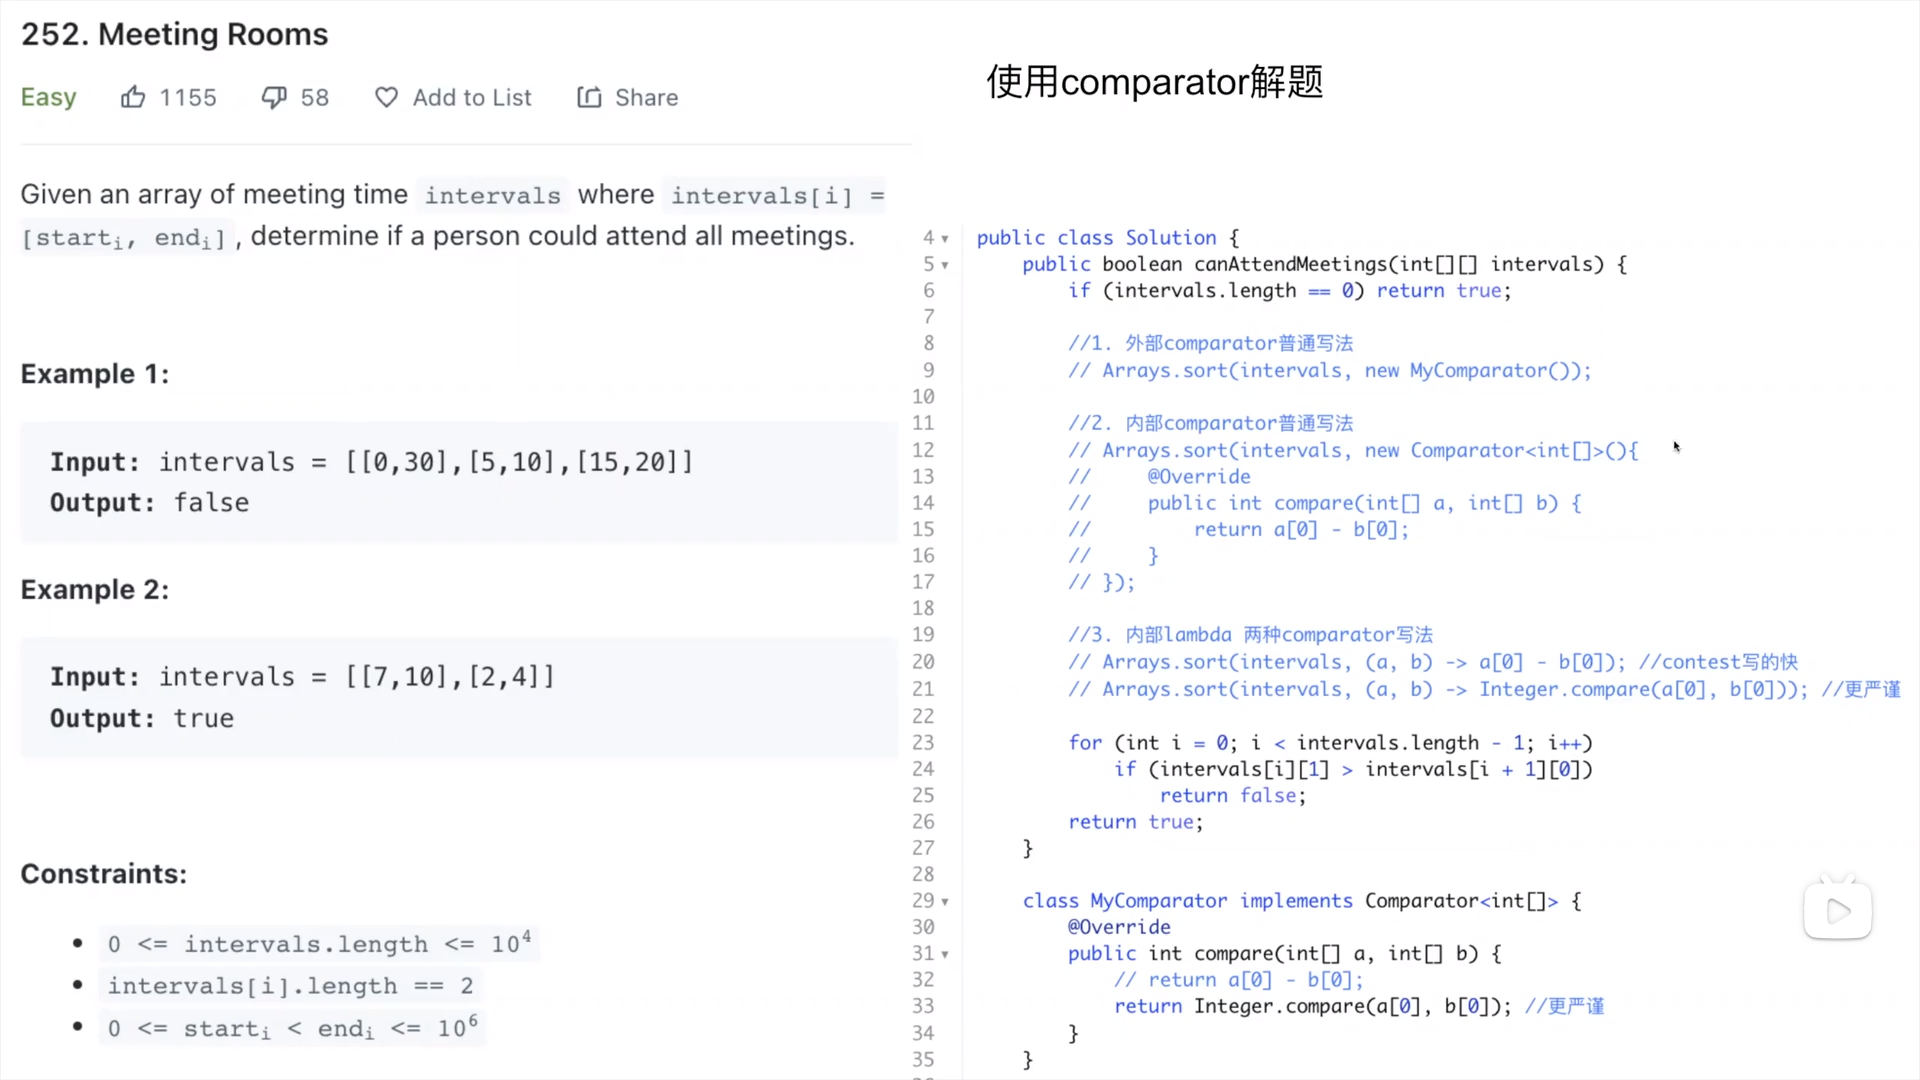 252. Meeting Rooms
Easy 1155 58 Add to List Share
Given an array of meeting time intervals where intervals[i] =
[starti, endi] , determine if a person could attend all meetings.
Example 1:
Input: intervals = [[0,30],[5,10],[15,20]]
Output: false
Example 2:
Input: intervals = [[7,10],[2,4]]
Output: true
Constraints:
• 0 <= intervals.length <= 10⁴
• intervals[i].length == 2
• 0 <= starti < endi <= 10⁶
使用comparator解题
4 public class Solution {
5 public boolean canAttendMeetings(int[][] intervals) {
6 if (intervals.length == 0) return true;
7
8 //1. 外部comparator普通写法
9 // Arrays.sort(intervals, new MyComparator());
10
11 //2. 内部comparator普通写法
12 // Arrays.sort(intervals, new Comparator<int[]>(){
13 // @Override
14 // public int compare(int[] a, int[] b) {
15 // return a[0] - b[0];
16 // }
17 // });
18
19 //3. 内部lambda 两种comparator写法
20 // Arrays.sort(intervals, (a, b) -> a[0] - b[0]); //contest写的快
21 // Arrays.sort(intervals, (a, b) -> Integer.compare(a[0], b[0])); //更严谨
22
23 for (int i = 0; i < intervals.length - 1; i++)
24 if (intervals[i][1] > intervals[i + 1][0])
25 return false;
26 return true;
27 }
28
29 class MyComparator implements Comparator<int[]> {
30 @Override
31 public int compare(int[] a, int[] b) {
32 // return a[0] - b[0];
33 return Integer.compare(a[0], b[0]); //更严谨
34 }
35 }